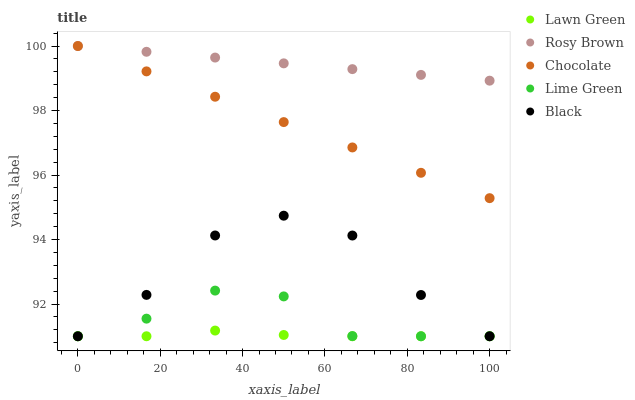 title
Lawn Green
Rosy Brown
Chocolate
Lime Green
Black
yaxis_label
100
98
96
94
92
0 20 40 60 80 100
xaxis_label